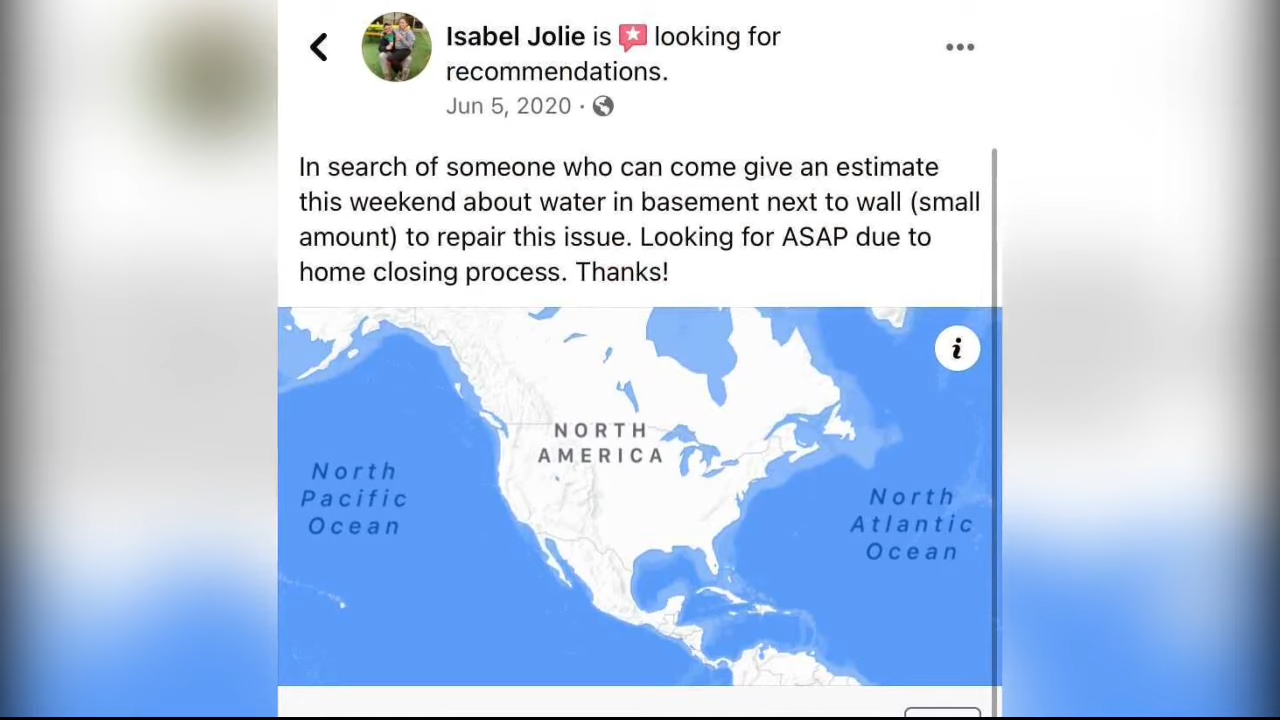 Isabel Jolie is looking for
recommendations.
Jun 5, 2020 ·
In search of someone who can come give an estimate
this weekend about water in basement next to wall (small
amount) to repair this issue. Looking for ASAP due to
home closing process. Thanks!
i
NORTH
AMERICA
North
Pacific
Ocean
North
Atlantic
Ocean